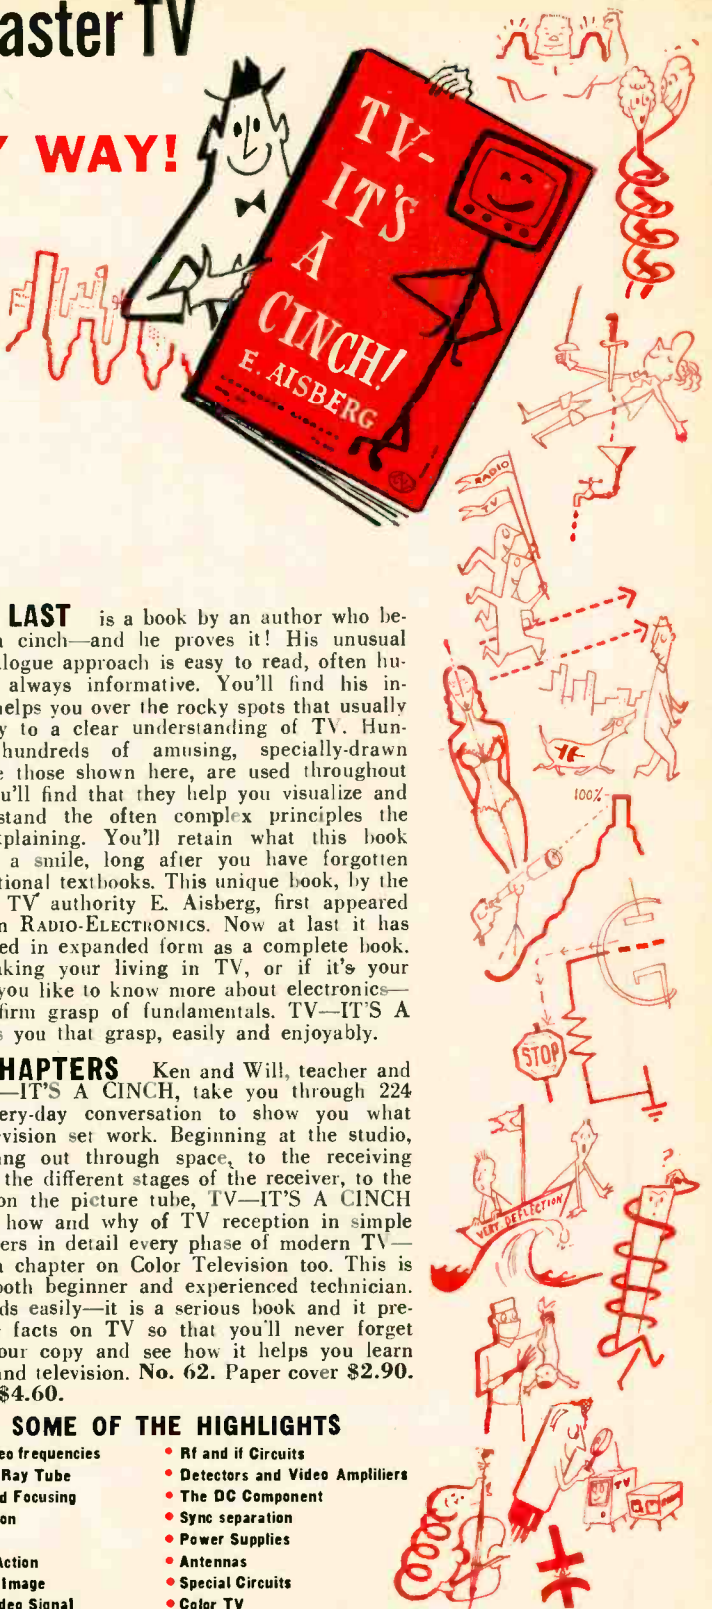 aster TV
Y WAY!
TV-
IT'S
A
CINCH!
E. AISBERG
RADIO
TV
LAST is a book by an author who be-
a cinch—and he proves it! His unusual
logue approach is easy to read, often hu-
always informative. You'll find his in-
elps you over the rocky spots that usually
y to a clear understanding of TV. Hun-
hundreds of amusing, specially-drawn
e those shown here, are used throughout
u'll find that they help you visualize and
stand the often complex principles the
plaining. You'll retain what this book
a smile, long after you have forgotten
tional textbooks. This unique book, by the
TV authority E. Aisberg, first appeared
n RADIO-ELECTRONICS. Now at last it has
ed in expanded form as a complete book.
king your living in TV, or if it's your
you like to know more about electronics—
firm grasp of fundamentals. TV—IT'S A
s you that grasp, easily and enjoyably.
100%
STOP
HAPTERS Ken and Will, teacher and
—IT'S A CINCH, take you through 224
ery-day conversation to show you what
vision set work. Beginning at the studio,
ng out through space, to the receiving
the different stages of the receiver, to the
on the picture tube, TV—IT'S A CINCH
how and why of TV reception in simple
ers in detail every phase of modern TV—
a chapter on Color Television too. This is
both beginner and experienced technician.
ds easily—it is a serious book and it pre-
facts on TV so that you'll never forget
our copy and see how it helps you learn
nd television. No. 62. Paper cover $2.90.
$4.60.
VERY DEFLECTION
?
SOME OF THE HIGHLIGHTS
eo frequencies
Ray Tube
d Focusing
on
Action
Image
deo Signal
• Rf and if Circuits
• Detectors and Video Ampliliers
• The DC Component
• Sync separation
• Power Supplies
• Antennas
• Special Circuits
• Color TV
TV